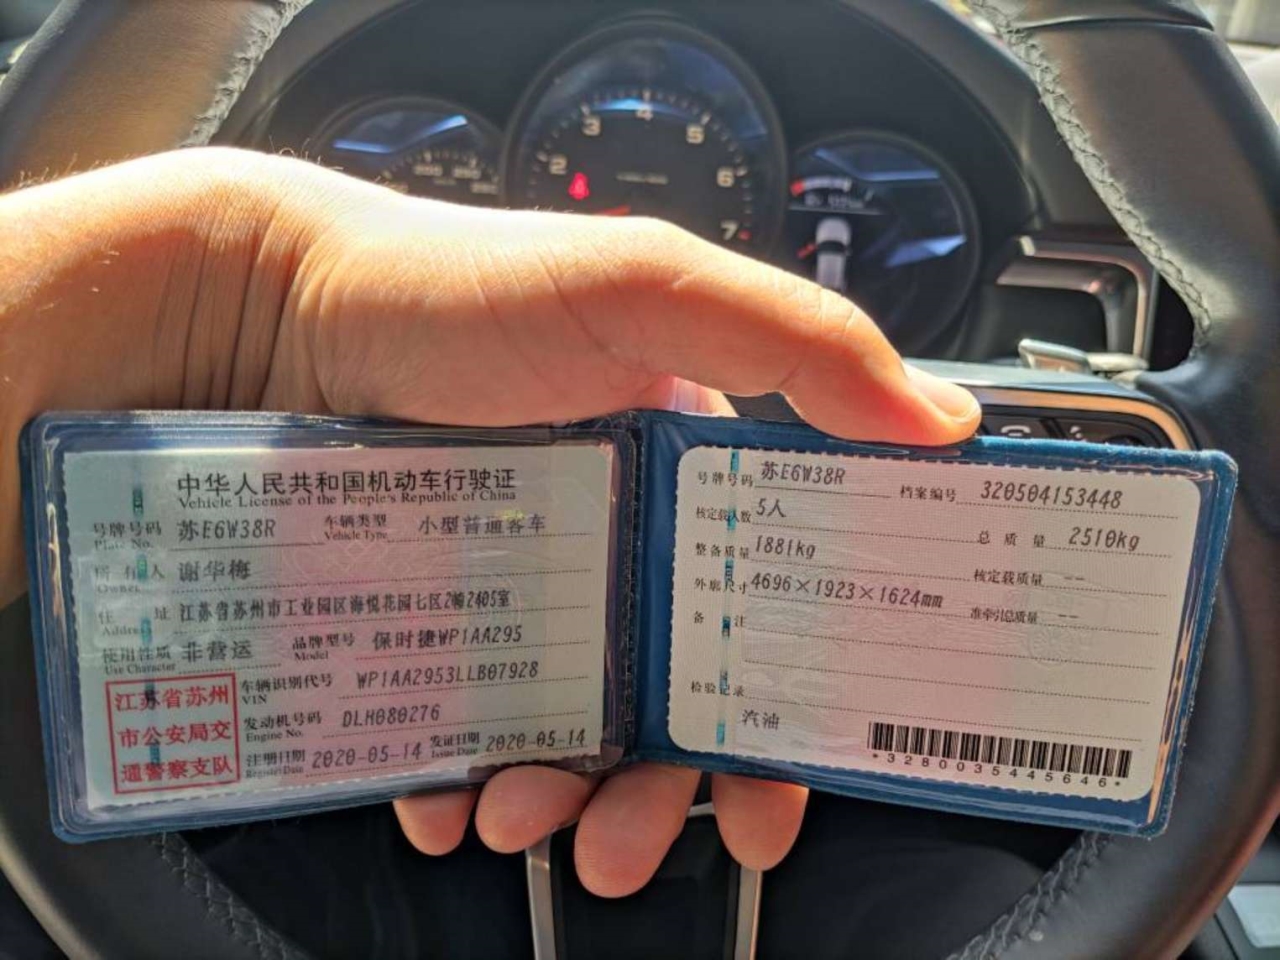 3
4
5
2
6
7
中华人民共和国机动车行驶证
Vehicle License of the People's Republic of China
号牌号码 苏E6W38R 车辆类型 小型普通客车
Plate No. Vehicle Type
所有人 谢华梅
Owner
住址 江苏省苏州市工业园区海悦花园七区2幢2405室
Address
使用性质 非营运 品牌型号 保时捷WP1AA295
Use Character Model
江苏省苏州
市公安局交
通警察支队
车辆识别代号 WP1AA2953LLB07928
VIN
发动机号码 DLH080276
Engine No.
注册日期 2020-05-14 发证日期 2020-05-14
Register Date Issue Date
号牌号码 苏E6W38R 档案编号 320504153448
核定载人数 5人 总质量 2510kg
整备质量 1881kg 核定载质量 --
外廓尺寸 4696×1923×1624mm 准牵引总质量 --
备注
检验记录
汽油
*3280035445646*